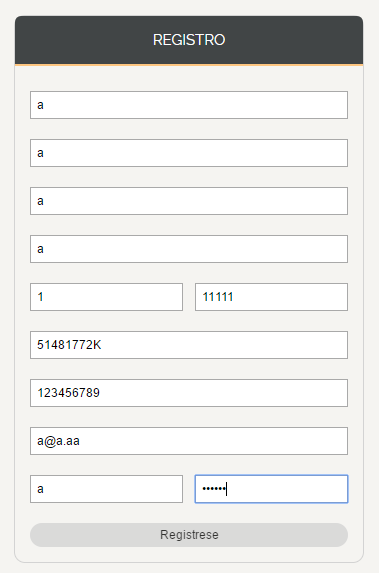 REGISTRO
a
a
a
a
1 11111
51481772K
123456789
a@a.aa
a ••••••
Registrese